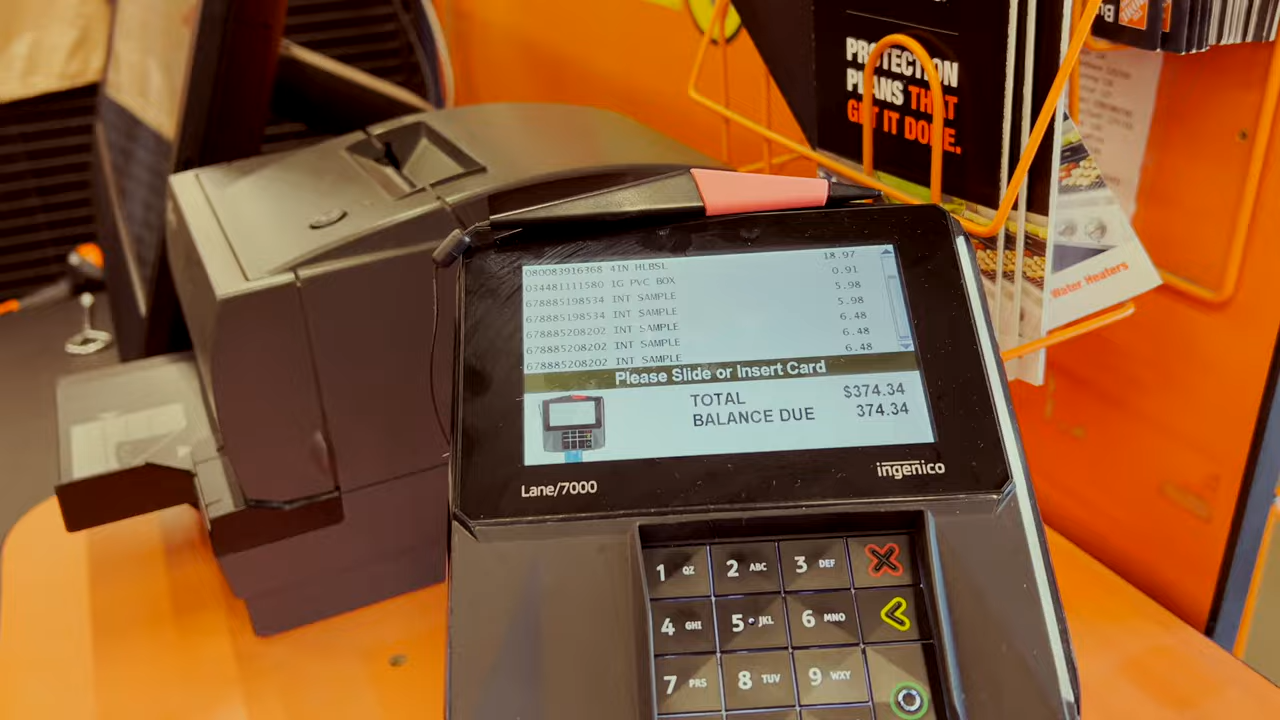 PROTECTION
PLANS THAT
GET IT DONE.
Water Heaters
18.97
080083916368 4IN HLBSL 0.91
034481111580 1G PVC BOX 5.98
678885198534 INT SAMPLE 5.98
678885198534 INT SAMPLE 6.48
678885208202 INT SAMPLE 6.48
678885208202 INT SAMPLE 6.48
678885208202 INT SAMPLE
Please Slide or Insert Card
TOTAL $374.34
BALANCE DUE 374.34
Lane/7000
ingenico
1 QZ 2 ABC 3 DEF
4 GHI 5 JKL 6 MNO
7 PRS 8 TUV 9 WXY